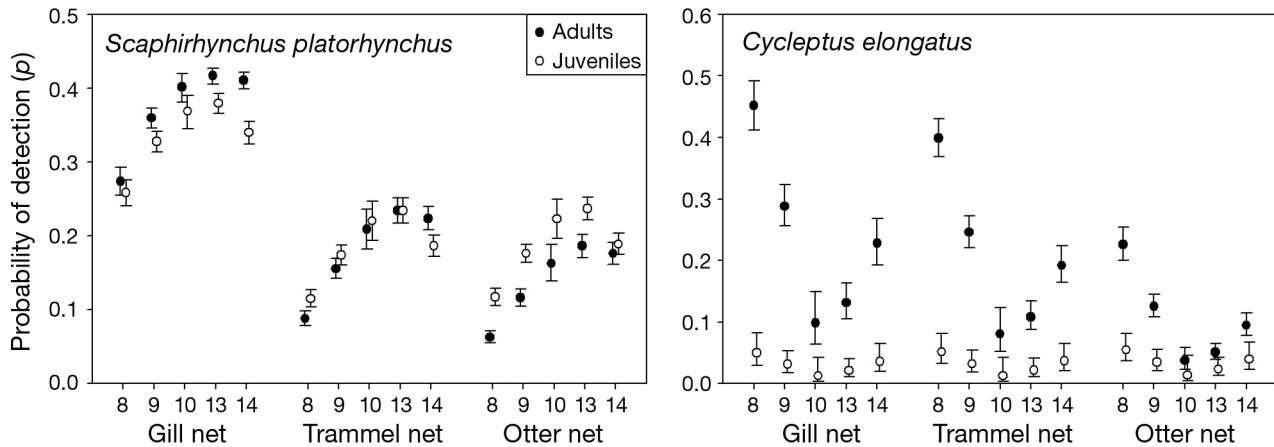 Scaphirhynchus platorhynchus
Adults
Juveniles
Probability of detection (p)
0.5
0.4
0.3
0.2
0.1
0.0
8 9 10 13 14 8 9 10 13 14 8 9 10 13 14
Gill net Trammel net Otter net
Cycleptus elongatus
0.6
0.5
0.4
0.3
0.2
0.1
0.0
8 9 10 13 14 8 9 10 13 14 8 9 10 13 14
Gill net Trammel net Otter net